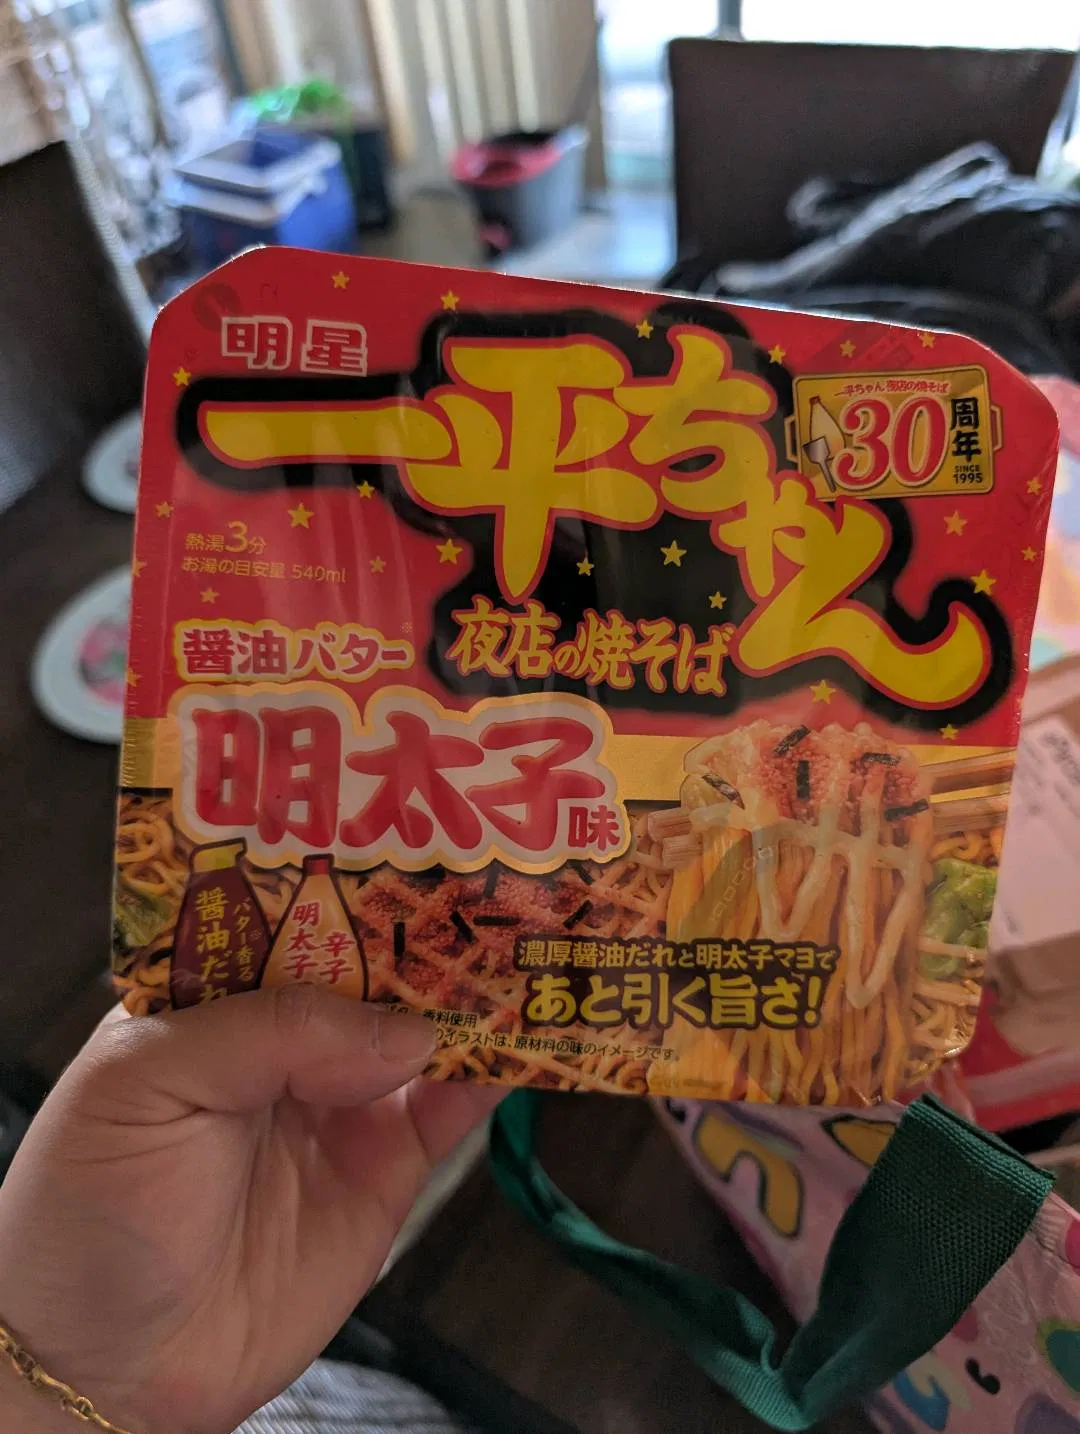 明星
一平ちゃん
一平ちゃん 夜店の焼そば
30周年
SINCE
1995
熱湯3分
お湯の目安量 540ml
夜店の焼そば
醤油バター※
明太子味
バター香る※
醤油だれ
辛子
明太子
濃厚醤油だれと明太子マヨで
あと引く旨さ!
香料使用
のイラストは、原材料の味のイメージです。